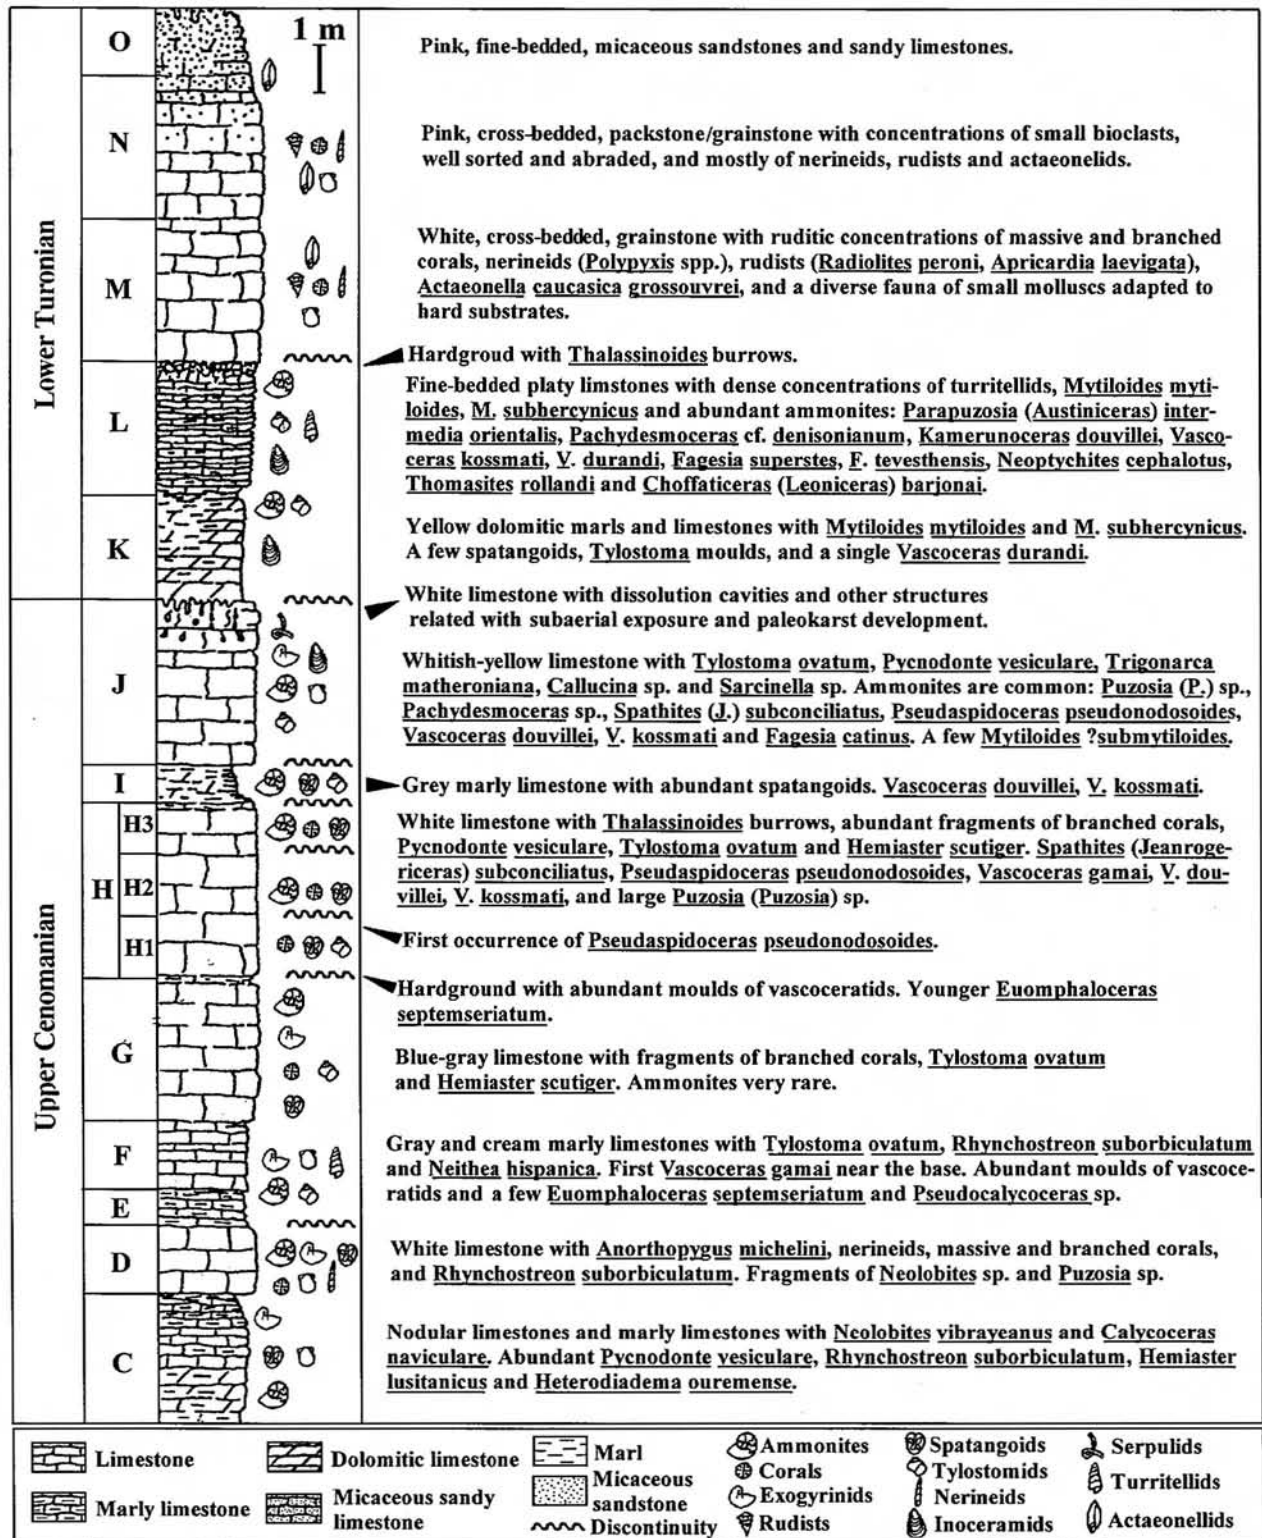 O
1 m
Pink, fine-bedded, micaceous sandstones and sandy limestones.
N
Pink, cross-bedded, packstone/grainstone with concentrations of small bioclasts,
well sorted and abraded, and mostly of nerineids, rudists and actaeonelids.
Lower Turonian
M
White, cross-bedded, grainstone with ruditic concentrations of massive and branched
corals, nerineids (Polypyxis spp.), rudists (Radiolites peroni, Apricardia laevigata),
Actaeonella caucasica grossouvrei, and a diverse fauna of small molluscs adapted to
hard substrates.
Hardgroud with Thalassinoides burrows.
L
Fine-bedded platy limstones with dense concentrations of turritellids, Mytiloides myti-
loides, M. subhercynicus and abundant ammonites: Parapuzosia (Austiniceras) inter-
media orientalis, Pachydesmoceras cf. denisonianum, Kamerunoceras douvillei, Vasco-
ceras kossmati, V. durandi, Fagesia superstes, F. tevesthensis, Neoptychites cephalotus,
Thomasites rollandi and Choffaticeras (Leoniceras) barjonai.
K
Yellow dolomitic marls and limestones with Mytiloides mytiloides and M. subhercynicus.
A few spatangoids, Tylostoma moulds, and a single Vascoceras durandi.
White limestone with dissolution cavities and other structures
related with subaerial exposure and paleokarst development.
Upper Cenomanian
J
Whitish-yellow limestone with Tylostoma ovatum, Pycnodonte vesiculare, Trigonarca
matheroniana, Callucina sp. and Sarcinella sp. Ammonites are common: Puzosia (P.) sp.,
Pachydesmoceras sp., Spathites (J.) subconciliatus, Pseudaspidoceras pseudonodosoides,
Vascoceras douvillei, V. kossmati and Fagesia catinus. A few Mytiloides ?submytiloides.
I
Grey marly limestone with abundant spatangoids. Vascoceras douvillei, V. kossmati.
H
H3
H2
H1
White limestone with Thalassinoides burrows, abundant fragments of branched corals,
Pycnodonte vesiculare, Tylostoma ovatum and Hemiaster scutiger. Spathites (Jeanroge-
riceras) subconciliatus, Pseudaspidoceras pseudonodosoides, Vascoceras gamai, V. dou-
villei, V. kossmati, and large Puzosia (Puzosia) sp.
First occurrence of Pseudaspidoceras pseudonodosoides.
Hardground with abundant moulds of vascoceratids. Younger Euomphaloceras
septemseriatum.
G
Blue-gray limestone with fragments of branched corals, Tylostoma ovatum
and Hemiaster scutiger. Ammonites very rare.
F
E
Gray and cream marly limestones with Tylostoma ovatum, Rhynchostreon suborbiculatum
and Neithea hispanica. First Vascoceras gamai near the base. Abundant moulds of vascoce-
ratids and a few Euomphaloceras septemseriatum and Pseudocalycoceras sp.
D
White limestone with Anorthopygus michelini, nerineids, massive and branched corals,
and Rhynchostreon suborbiculatum. Fragments of Neolobites sp. and Puzosia sp.
C
Nodular limestones and marly limestones with Neolobites vibrayeanus and Calycoceras
naviculare. Abundant Pycnodonte vesiculare, Rhynchostreon suborbiculatum, Hemiaster
lusitanicus and Heterodiadema ouremense.
Limestone
Marly limestone
Dolomitic limestone
Micaceous sandy
limestone
Marl
Micaceous
sandstone
Discontinuity
Ammonites
Corals
Exogyrinids
Rudists
Spatangoids
Tylostomids
Nerineids
Inoceramids
Serpulids
Turritellids
Actaeonellids